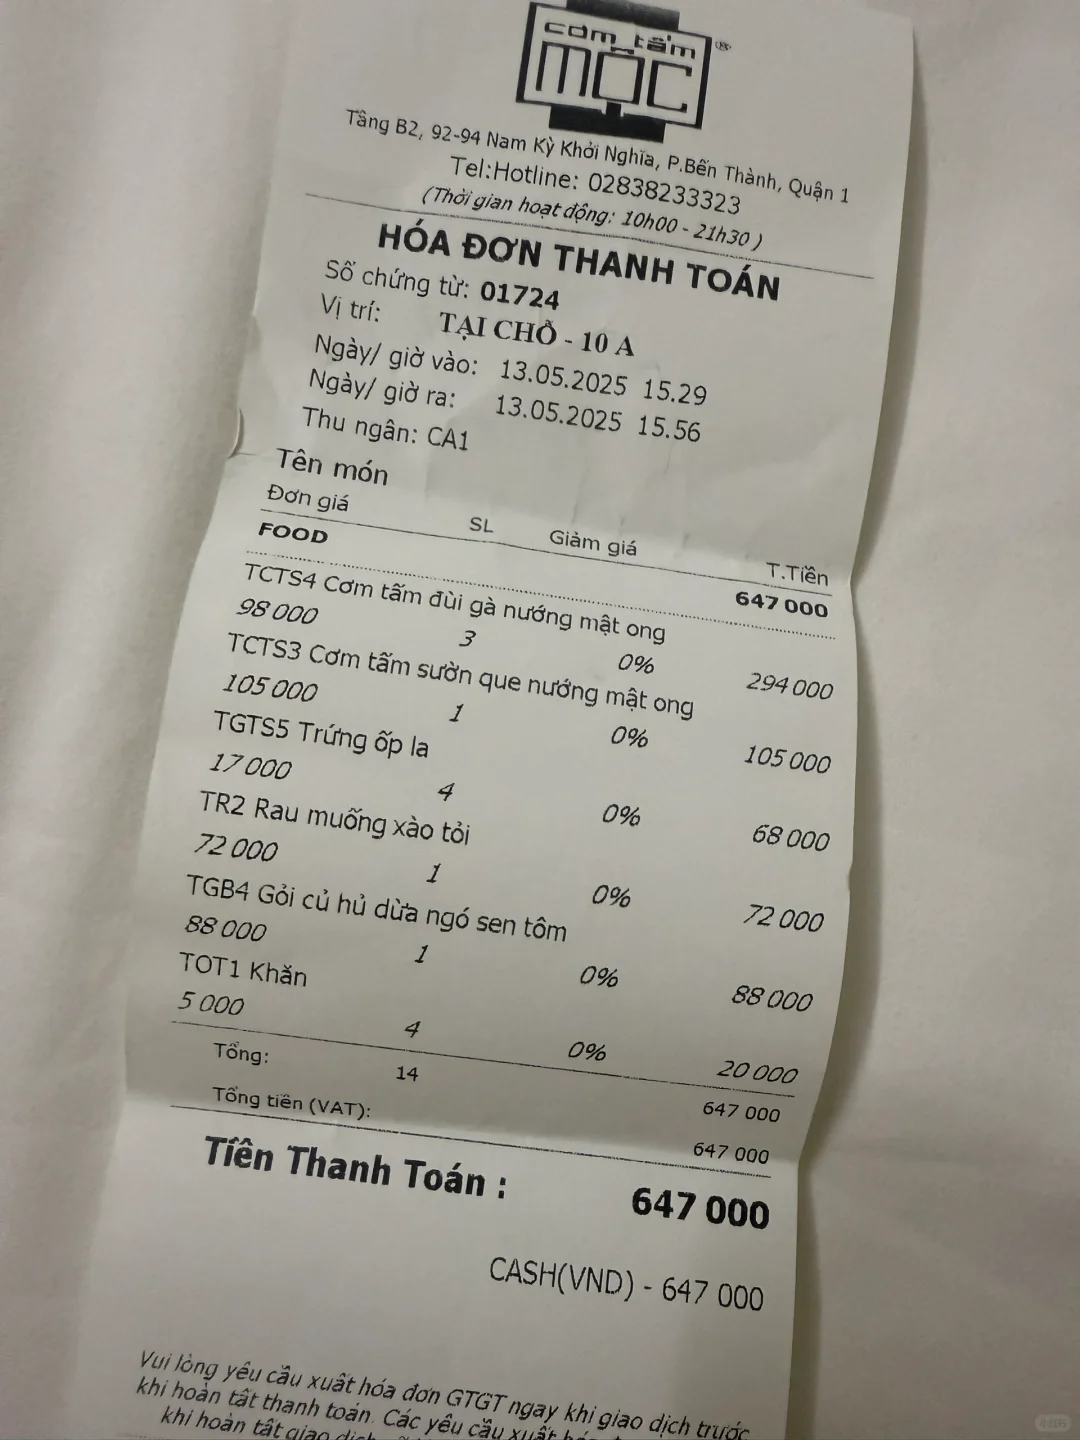 cơm tấm
MỘC ®
Tầng B2, 92-94 Nam Kỳ Khởi Nghĩa, P.Bến Thành, Quận 1
Tel:Hotline: 02838233323
(Thời gian hoạt động: 10h00 - 21h30 )
HÓA ĐƠN THANH TOÁN
Số chứng từ: 01724
Vị trí: TẠI CHỖ - 10 A
Ngày/ giờ vào: 13.05.2025 15.29
Ngày/ giờ ra: 13.05.2025 15.56
Thu ngân: CA1
Tên món
Đơn giá SL Giảm giá T.Tiền
FOOD 647 000
TCTS4 Cơm tấm đùi gà nướng mật ong
98 000 3 0% 294 000
TCTS3 Cơm tấm sườn que nướng mật ong
105 000 1 0% 105 000
TGTS5 Trứng ốp la
17 000 4 0% 68 000
TR2 Rau muống xào tỏi
72 000 1 0% 72 000
TGB4 Gỏi củ hủ dừa ngó sen tôm
88 000 1 0% 88 000
TOT1 Khăn
5 000 4 0% 20 000
Tổng: 14 647 000
Tổng tiền (VAT): 647 000
Tiền Thanh Toán : 647 000
CASH(VND) - 647 000
Vui lòng yêu cầu xuất hóa đơn GTGT ngay khi giao dịch trước
khi hoàn tất thanh toán. Các yêu cầu xuất hóa
khi hoàn tất giao dịch